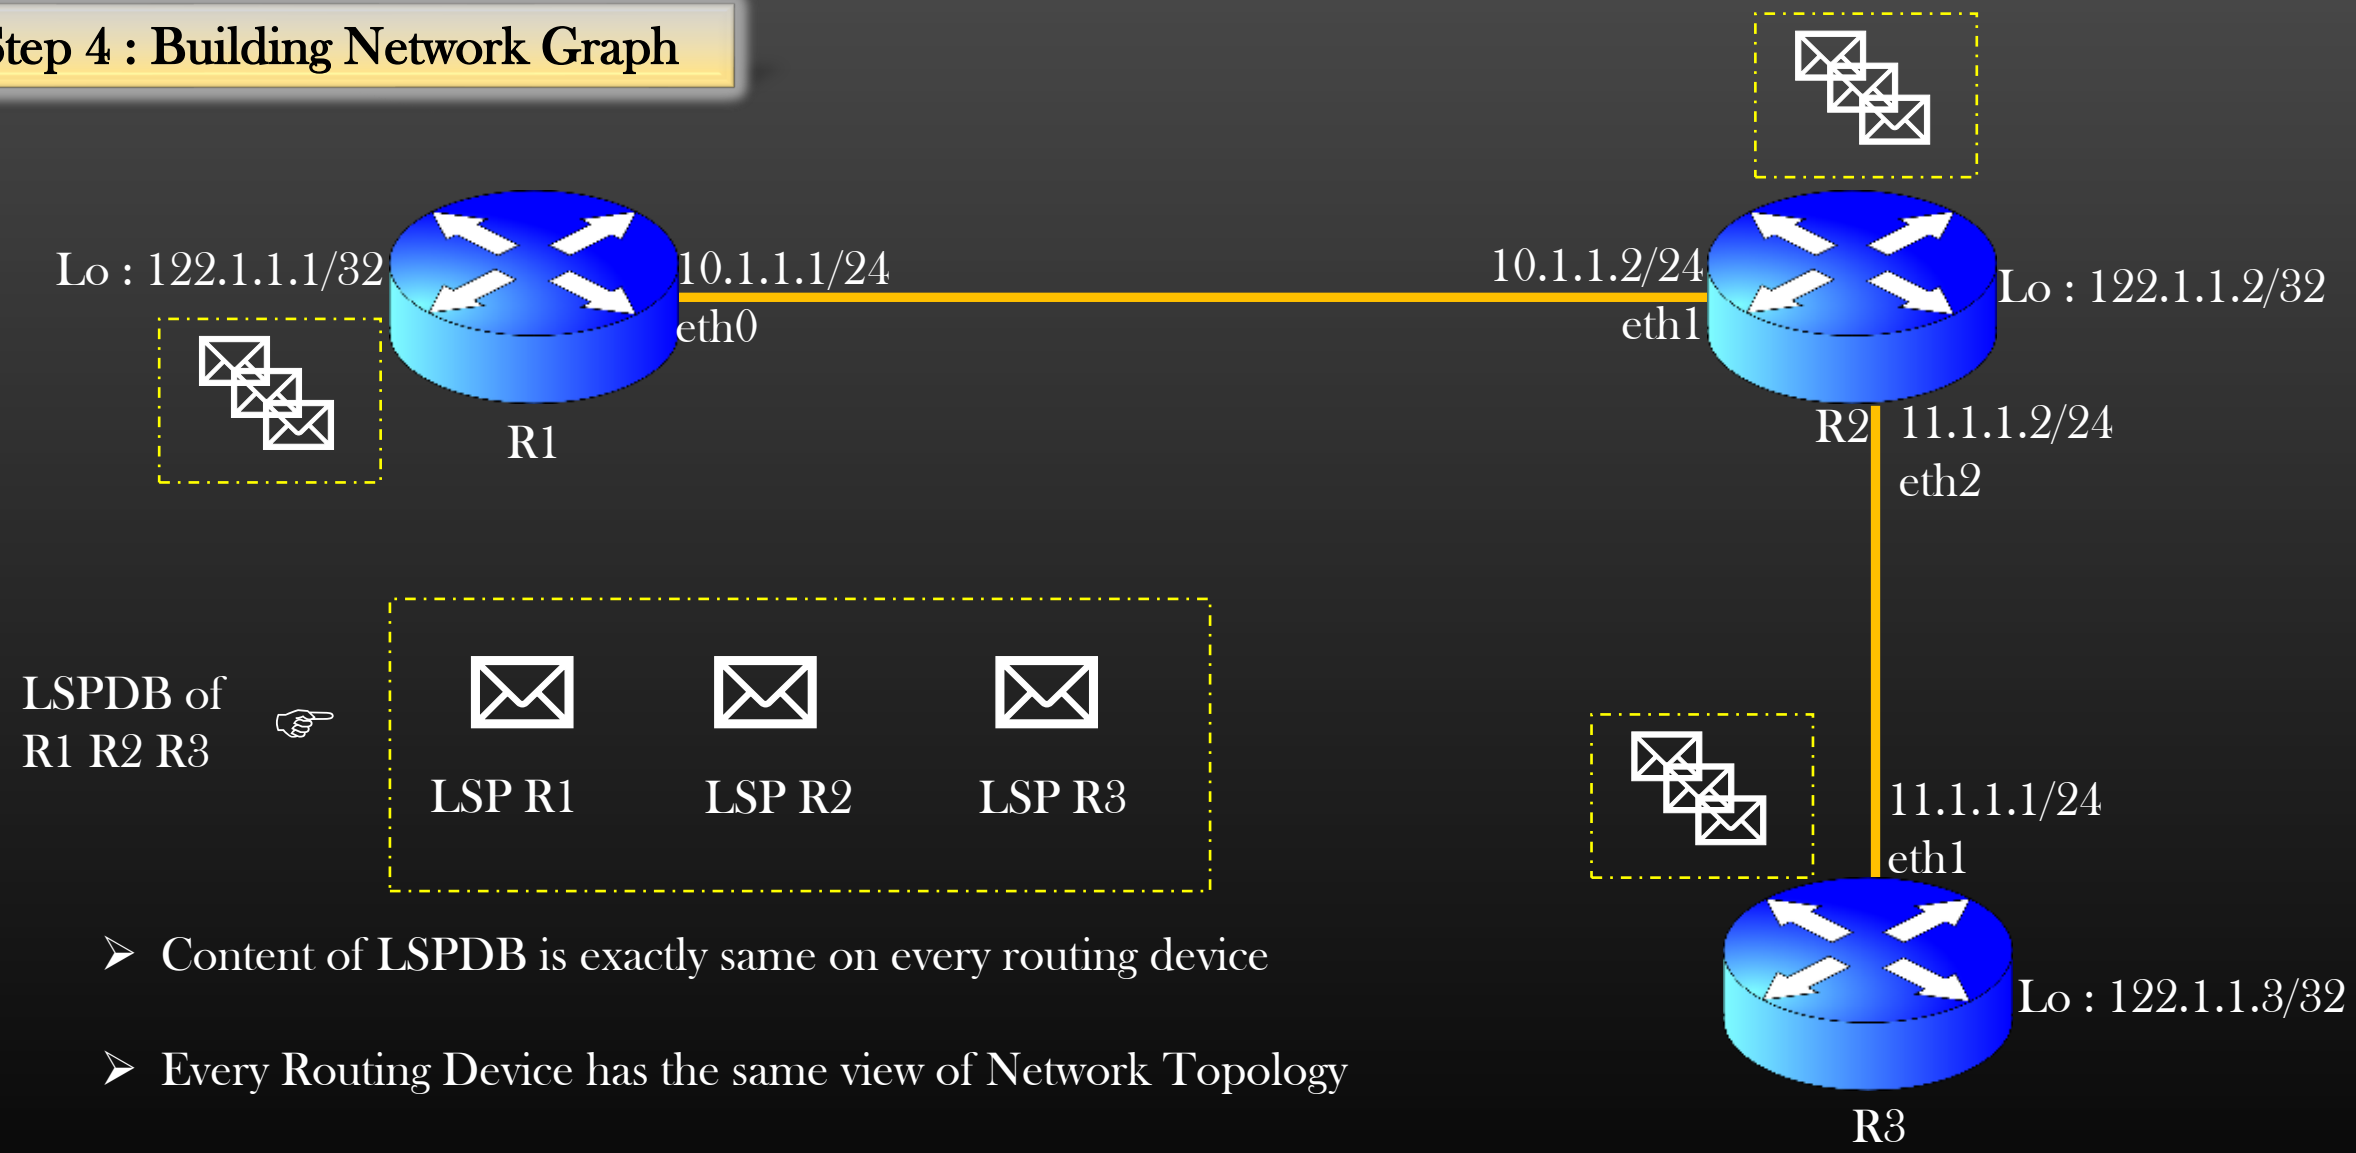 tep 4 : Building Network Graph
Lo : 122.1.1.1/32
10.1.1.1/24
eth0
R1
10.1.1.2/24
eth1
Lo : 122.1.1.2/32
R2
11.1.1.2/24
eth2
LSPDB of
R1 R2 R3
LSP R1
LSP R2
LSP R3
11.1.1.1/24
eth1
Lo : 122.1.1.3/32
R3
Content of LSPDB is exactly same on every routing device
Every Routing Device has the same view of Network Topology